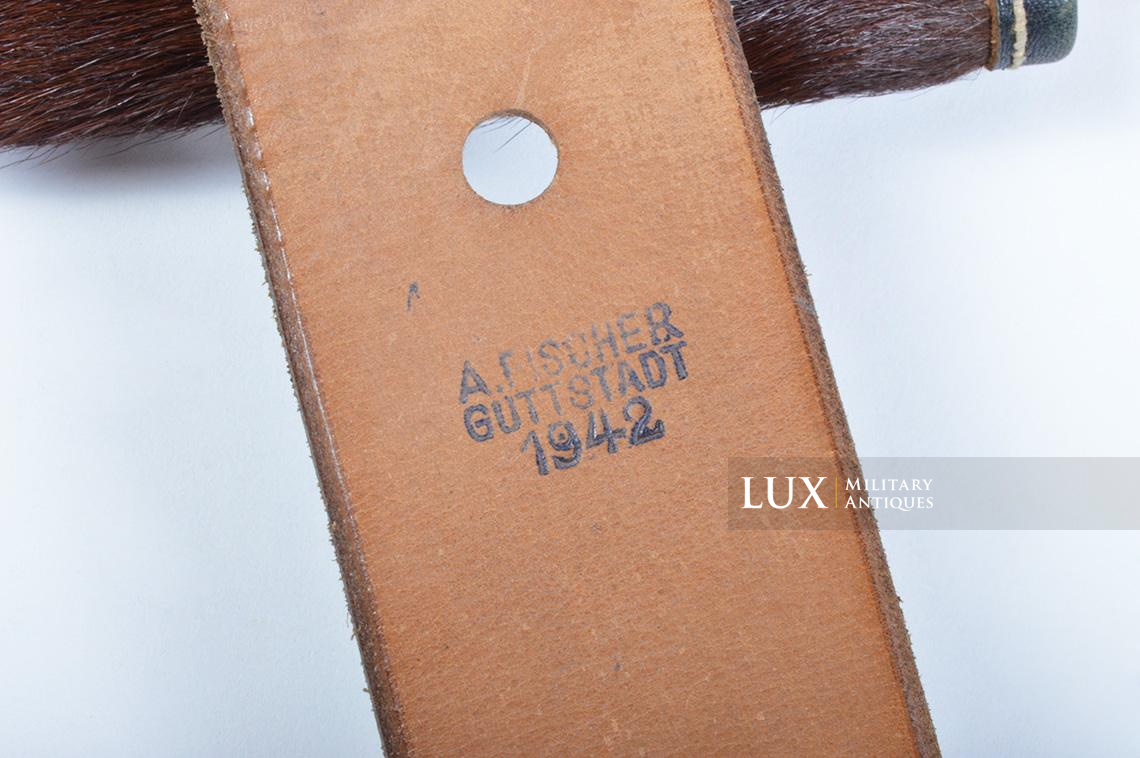 A. FISCHER
GUTTSTADT
1942
LUX MILITARY
ANTIQUES